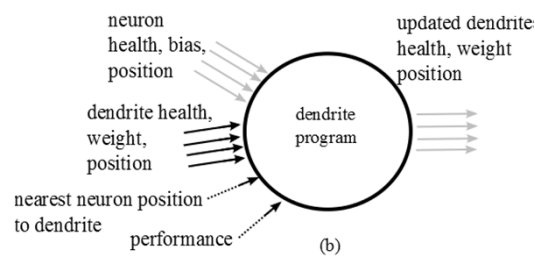 neuron
health, bias,
position
updated dendrite
health, weight
position
dendrite health,
weight,
position
dendrite
program
nearest neuron position
to dendrite
performance
(b)